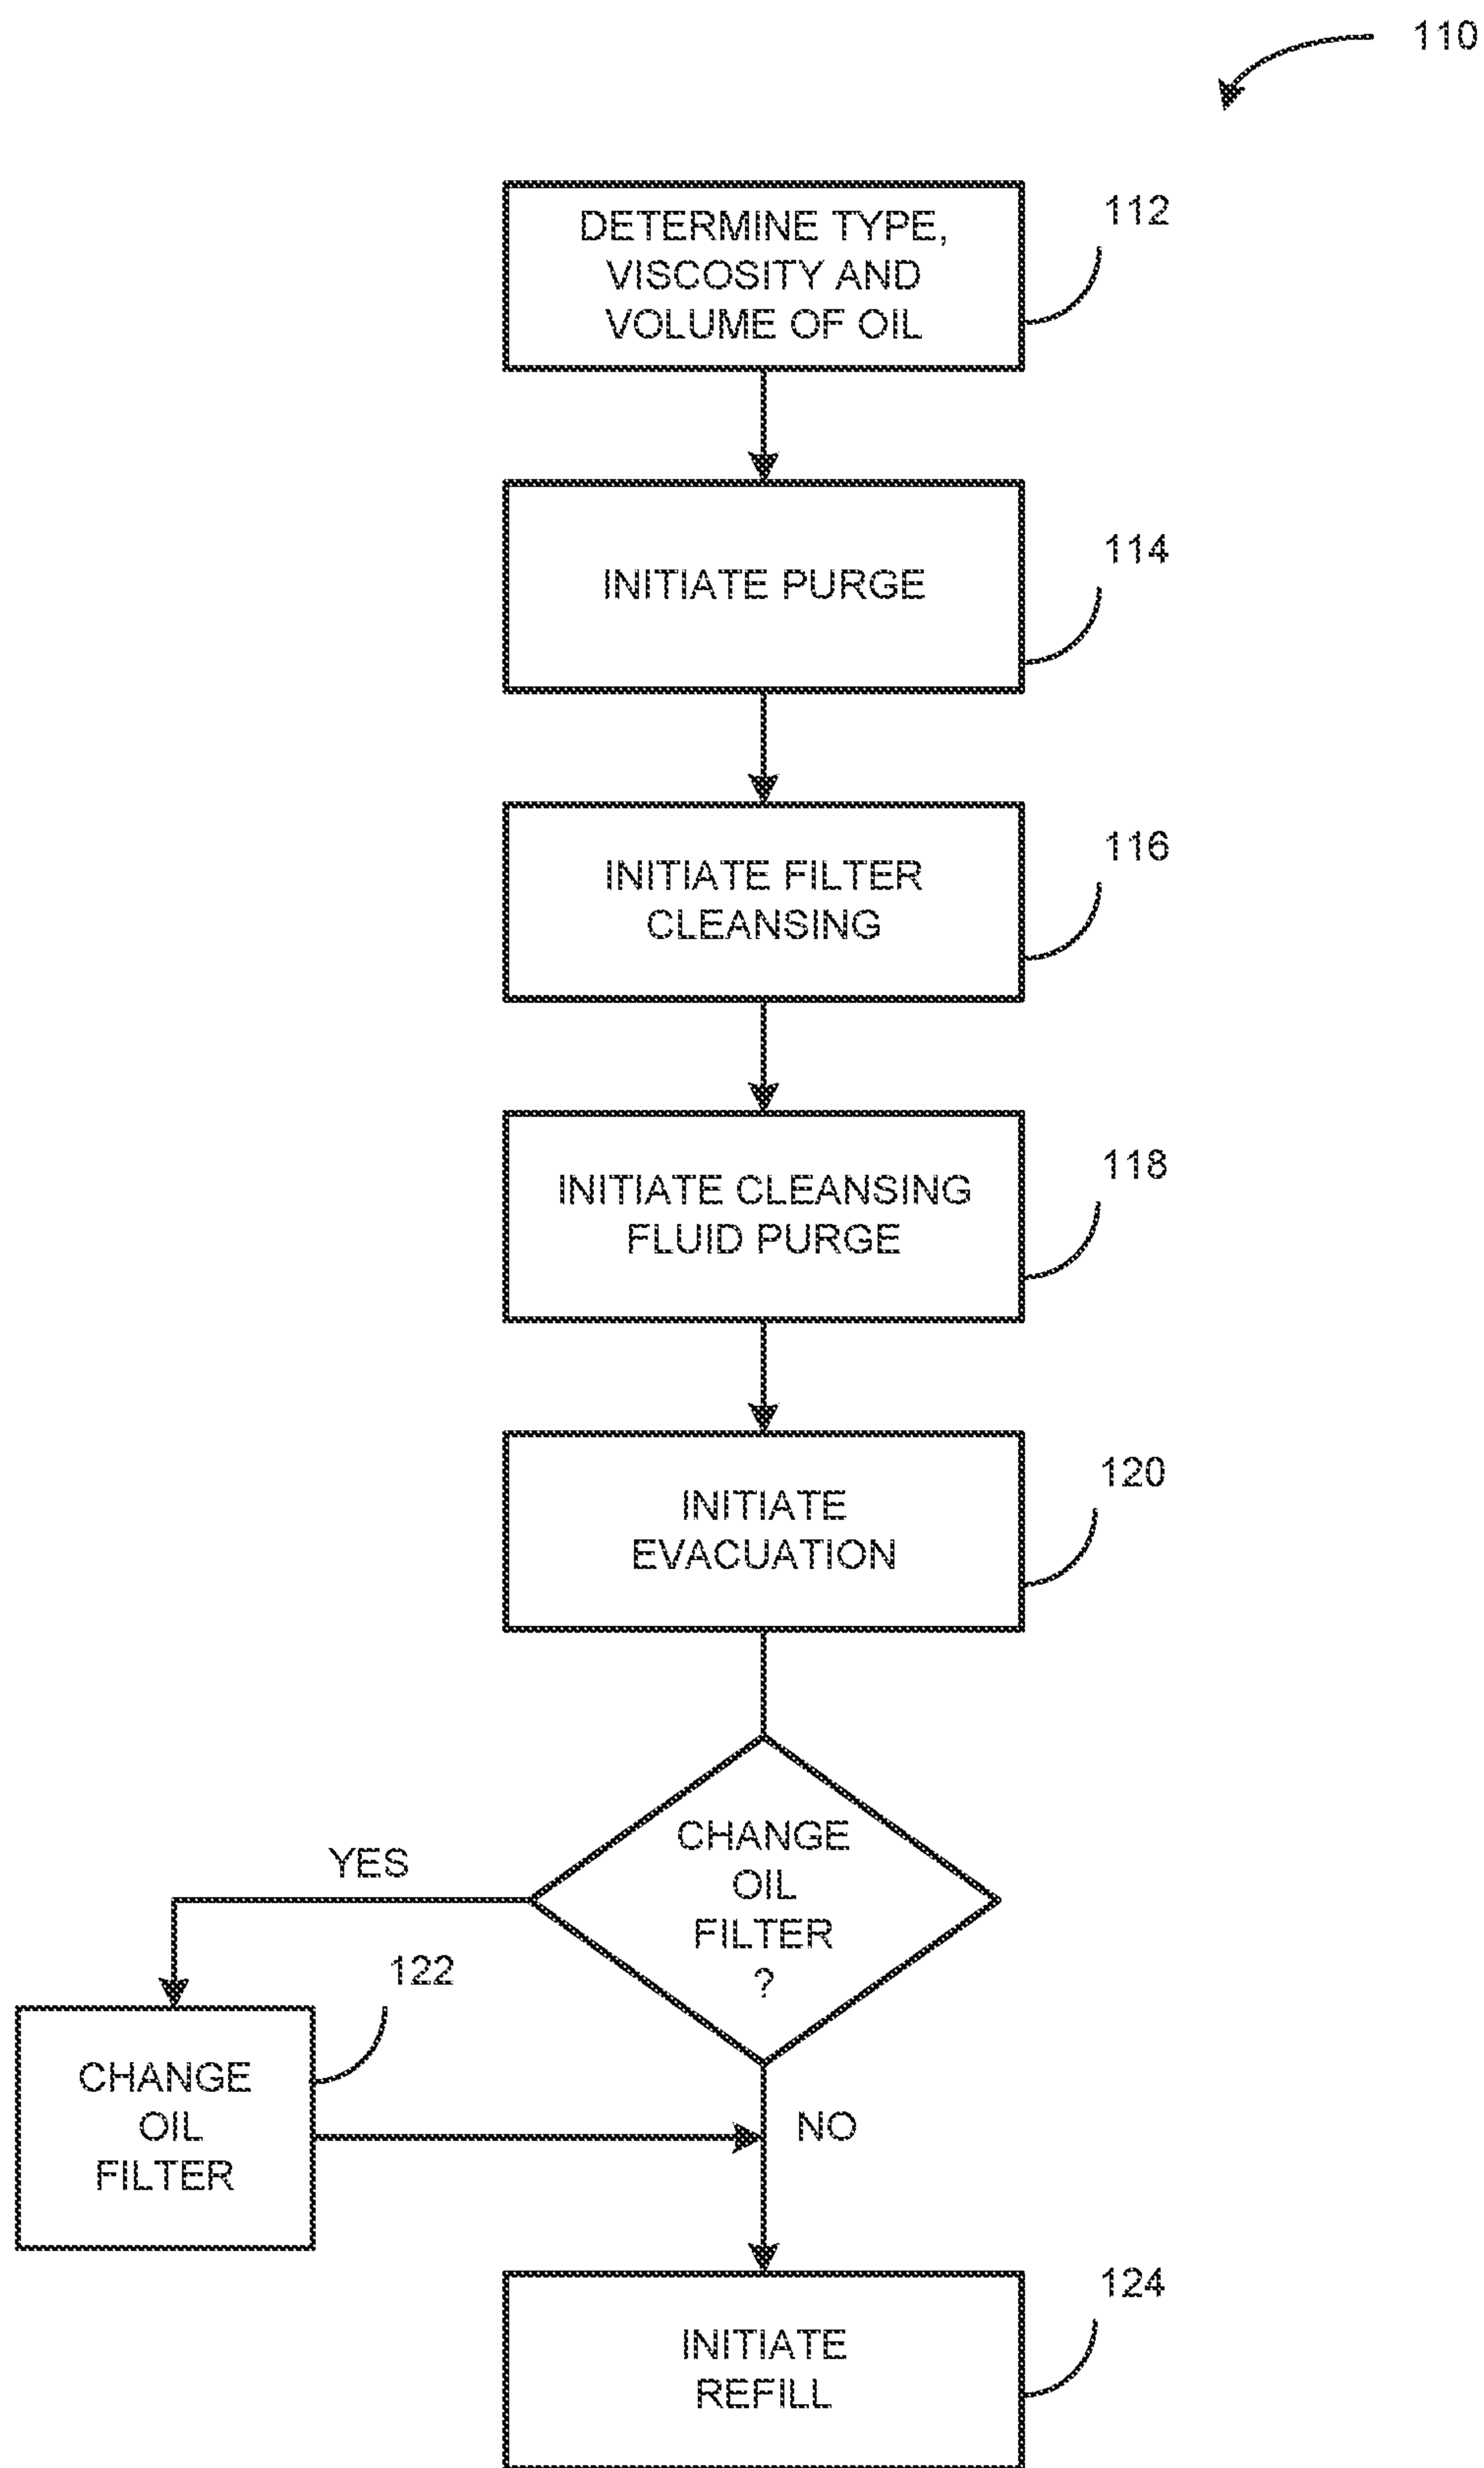 110
DETERMINE TYPE,
VISCOSITY AND
VOLUME OF OIL
112
INITIATE PURGE
114
INITIATE FILTER
CLEANSING
116
INITIATE CLEANSING
FLUID PURGE
118
INITIATE
EVACUATION
120
CHANGE
OIL
FILTER
?
YES
122
CHANGE
OIL
FILTER
NO
INITIATE
REFILL
124